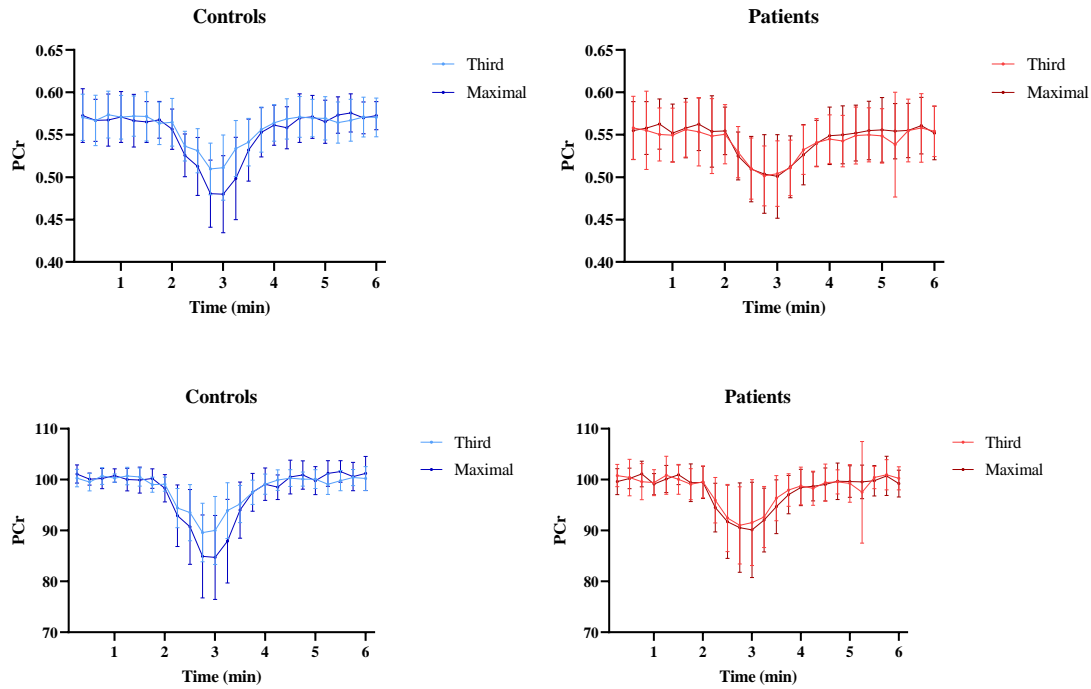 Controls
0.65
0.60
0.55
0.50
0.45
0.40
PCr
1 2 3 4 5 6
Time (min)
Third
Maximal
Patients
0.65
0.60
0.55
0.50
0.45
0.40
PCr
1 2 3 4 5 6
Time (min)
Third
Maximal
Controls
110
100
90
80
70
PCr
1 2 3 4 5 6
Time (min)
Third
Maximal
Patients
110
100
90
80
70
PCr
1 2 3 4 5 6
Time (min)
Third
Maximal